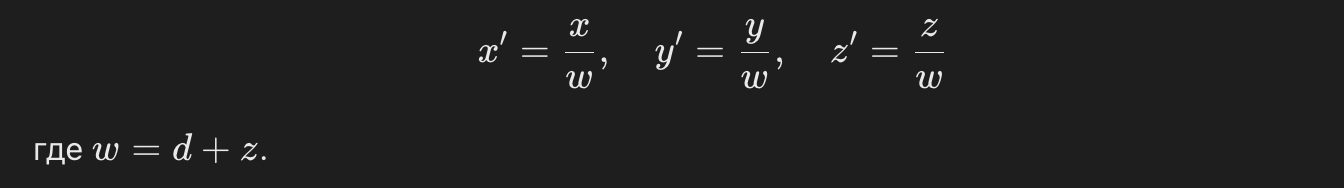 x′ = x/w, y′ = y/w, z′ = z/w
где w = d + z.